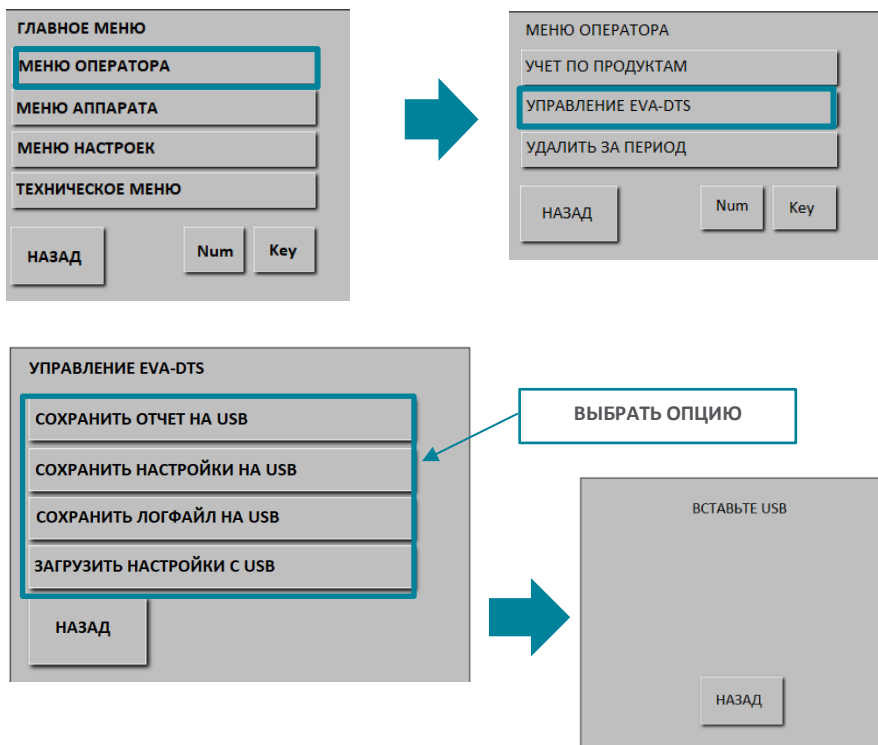 ГЛАВНОЕ МЕНЮ
МЕНЮ ОПЕРАТОРА
МЕНЮ АППАРАТА
МЕНЮ НАСТРОЕК
ТЕХНИЧЕСКОЕ МЕНЮ
НАЗАД
Num
Key
МЕНЮ ОПЕРАТОРА
УЧЕТ ПО ПРОДУКТАМ
УПРАВЛЕНИЕ EVA-DTS
УДАЛИТЬ ЗА ПЕРИОД
НАЗАД
Num
Key
УПРАВЛЕНИЕ EVA-DTS
СОХРАНИТЬ ОТЧЕТ НА USB
СОХРАНИТЬ НАСТРОЙКИ НА USB
СОХРАНИТЬ ЛОГФАЙЛ НА USB
ЗАГРУЗИТЬ НАСТРОЙКИ С USB
НАЗАД
ВЫБРАТЬ ОПЦИЮ
ВСТАВЬТЕ USB
НАЗАД